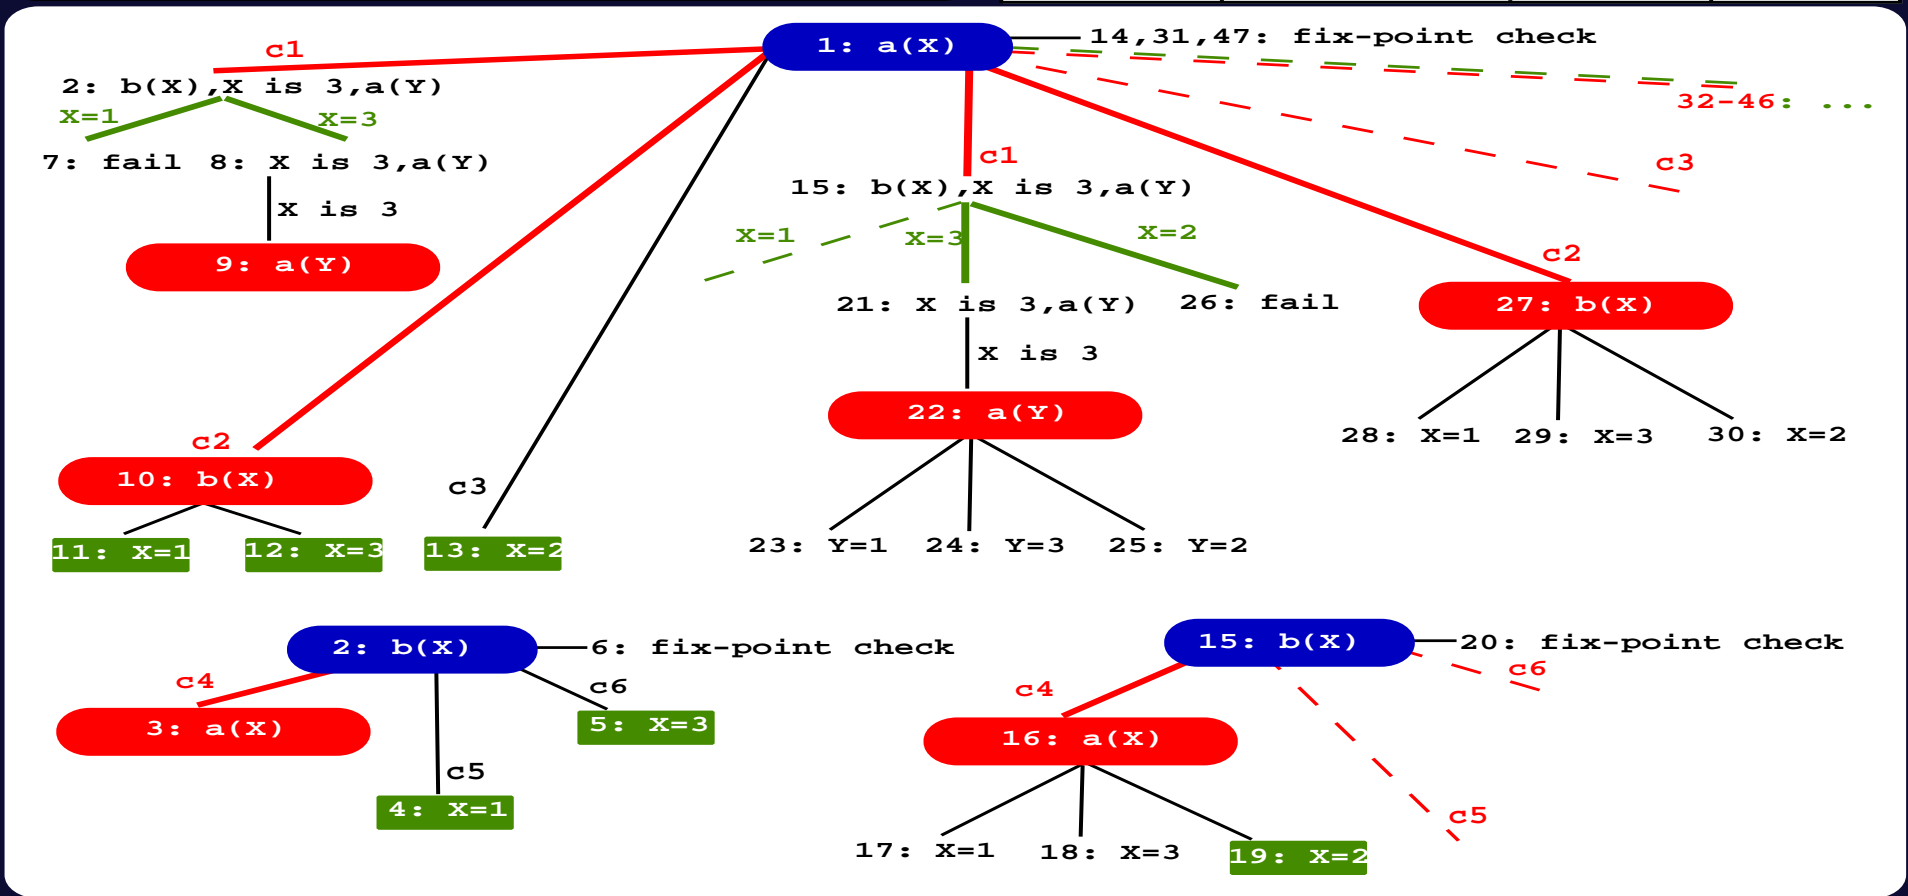 1: a(X)
14,31,47: fix-point check
c1
2: b(X),X is 3,a(Y)
32-46: ...
X=1
X=3
c3
7: fail
8: X is 3,a(Y)
c1
15: b(X),X is 3,a(Y)
X is 3
X=1
X=3
X=2
c2
9: a(Y)
21: X is 3,a(Y)
26: fail
27: b(X)
X is 3
22: a(Y)
28: X=1
29: X=3
30: X=2
c2
10: b(X)
c3
11: X=1
12: X=3
13: X=2
23: Y=1
24: Y=3
25: Y=2
2: b(X)
6: fix-point check
15: b(X)
20: fix-point check
c4
c6
c4
c6
3: a(X)
5: X=3
16: a(X)
c5
4: X=1
c5
17: X=1
18: X=3
19: X=2